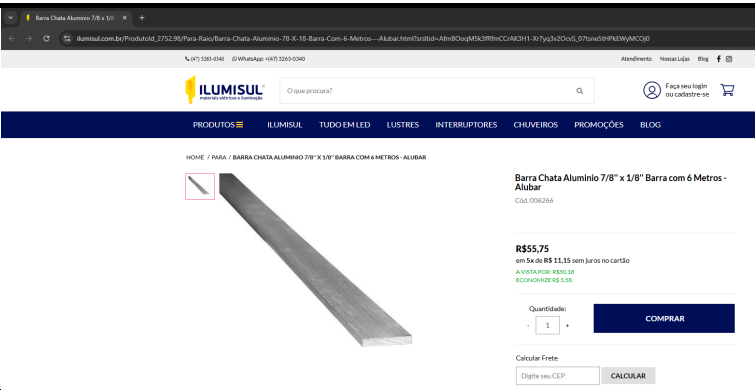 Barra Chata Aluminio 7/8 x 1/8"
ilumisul.com.br/Produtold_2752,98/Para-Raio/Barra-Chata-Aluminio-78-X-18-Barra-Com-6-Metros---Alubar.html?
(47) 3263-0340 WhatsApp: +(47) 3263-0340
Atendimento Nossas Lojas Blog
ILUMISUL
materiais elétricos e iluminação
O que procura?
Faça seu login
ou cadastre-se
PRODUTOS ILUMISUL TUDO EM LED LUSTRES INTERRUPTORES CHUVEIROS PROMOÇÕES BLOG
HOME / PARA / BARRA CHATA ALUMINIO 7/8'' X 1/8'' BARRA COM 6 METROS - ALUBAR
Barra Chata Aluminio 7/8'' x 1/8'' Barra com 6 Metros -
Alubar
Cód. 006266
R$55,75
em 5x de R$ 11,15 sem juros no cartão
A VISTA POR: R$50,18
ECONOMIZE R$ 5,58.
Quantidade:
- 1 +
COMPRAR
Calcular Frete
Digite seu CEP
CALCULAR